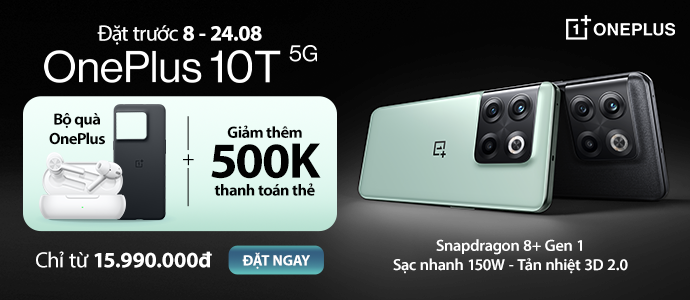 Đặt trước 8 - 24.08
OnePlus 10T 5G
Bộ quà
OnePlus
+
Giảm thêm
500K
thanh toán thẻ
Chỉ từ 15.990.000đ
ĐẶT NGAY
1+ ONEPLUS
Snapdragon 8+ Gen 1
Sạc nhanh 150W - Tản nhiệt 3D 2.0